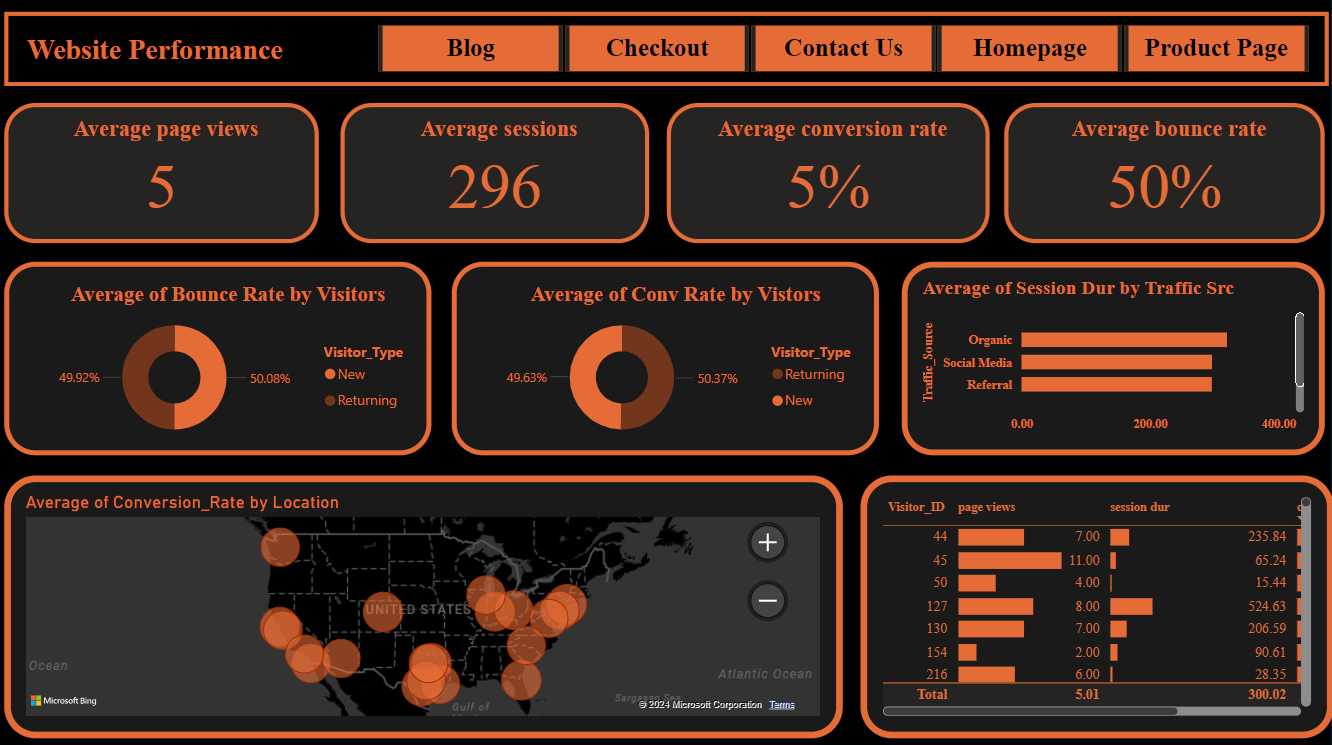 Website Performance
Blog
Checkout
Contact Us
Homepage
Product Page
Average page views
5
Average sessions
296
Average conversion rate
5%
Average bounce rate
50%
Average of Bounce Rate by Visitors
49.92%
50.08%
Visitor_Type
New
Returning
Average of Conv Rate by Vistors
49.63%
50.37%
Visitor_Type
Returning
New
Average of Session Dur by Traffic Src
Traffic_Source
Organic
Social Media
Referral
0.00 200.00 400.00
Average of Conversion_Rate by Location
UNITED STATES
Ocean
Atlantic Ocean
Sargasso Sea
Gulf of
Microsoft Bing
© 2024 Microsoft Corporation Terms
Visitor_ID page views session dur
44 7.00 235.84
45 11.00 65.24
50 4.00 15.44
127 8.00 524.63
130 7.00 206.59
154 2.00 90.61
216 6.00 28.35
Total 5.01 300.02